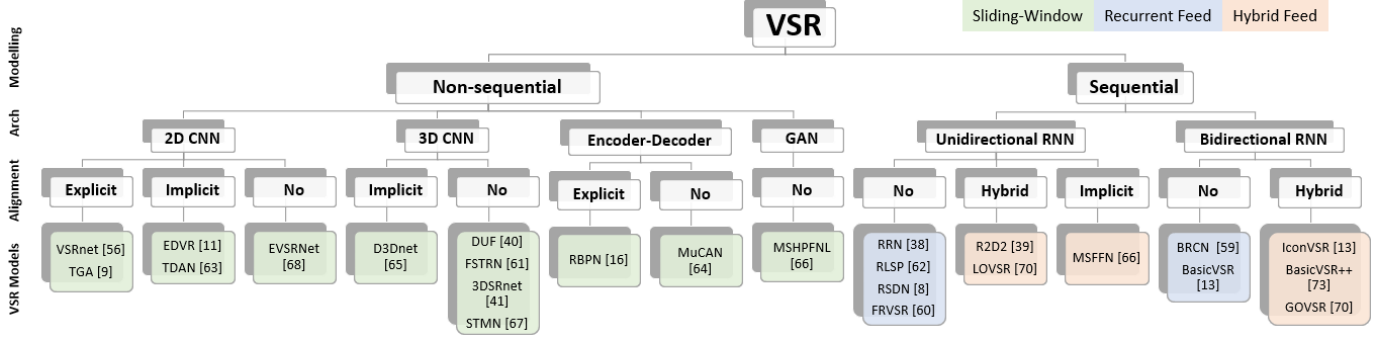 VSR
Sliding-Window Recurrent Feed Hybrid Feed
Modelling
Non-sequential Sequential
Arch
2D CNN 3D CNN Encoder-Decoder GAN Unidirectional RNN Bidirectional RNN
Alignment
Explicit Implicit No Implicit No Explicit No No No Hybrid Implicit No Hybrid
VSR Models
VSRnet [56]
TGA [9]
EDVR [11]
TDAN [63]
EVSRNet
[68]
D3Dnet
[65]
DUF [40]
FSTRN [61]
3DSRnet
[41]
STMN [67]
RBPN [16]
MuCAN
[64]
MSHPFNL
[66]
RRN [38]
RLSP [62]
RSDN [8]
FRVSR [60]
R2D2 [39]
LOVSR [70]
MSFFN [66]
BRCN [59]
BasicVSR
[13]
IconVSR [13]
BasicVSR++
[73]
GOVSR [70]